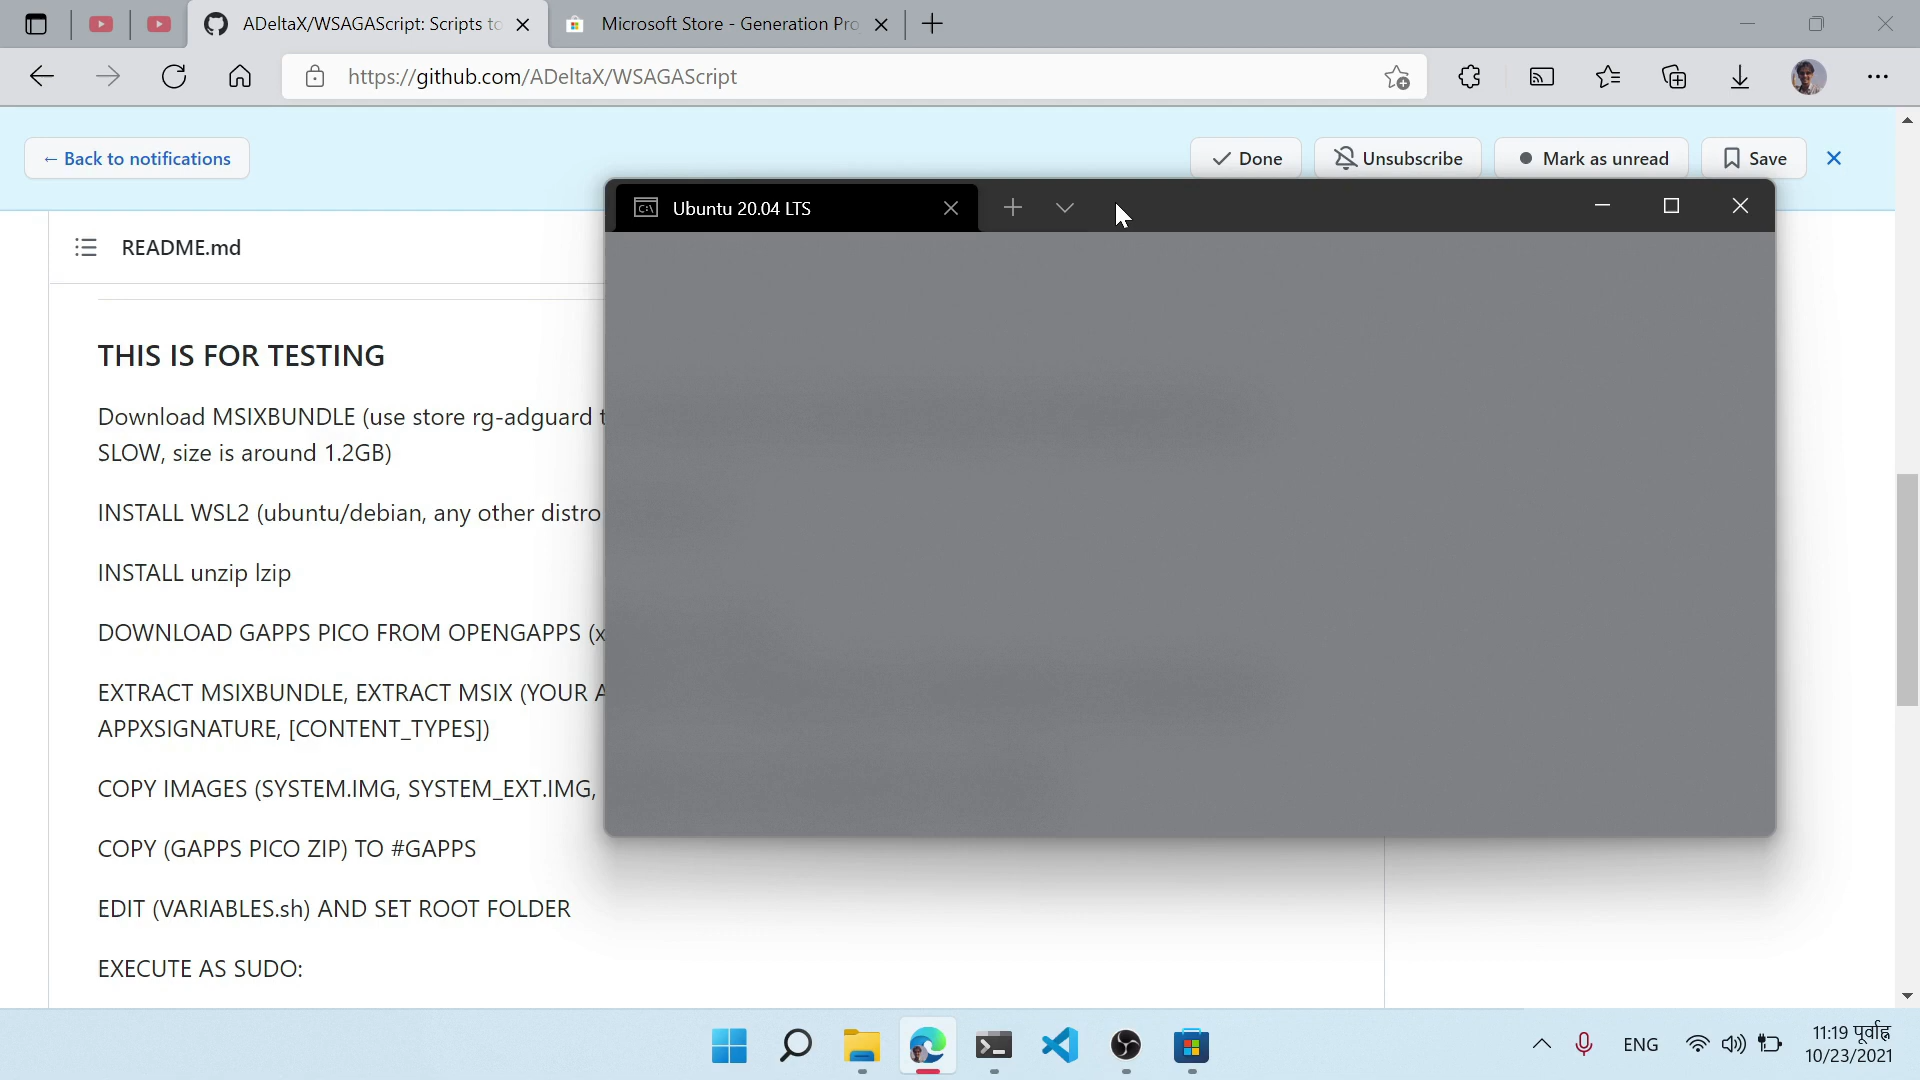 ADeltaX/WSAGAScript: Scripts to
Microsoft Store - Generation Pro
https://github.com/ADeltaX/WSAGAScript
← Back to notifications
Done
Unsubscribe
Mark as unread
Save
Ubuntu 20.04 LTS
README.md
THIS IS FOR TESTING
Download MSIXBUNDLE (use store rg-adguard t
SLOW, size is around 1.2GB)
INSTALL WSL2 (ubuntu/debian, any other distro
INSTALL unzip lzip
DOWNLOAD GAPPS PICO FROM OPENGAPPS (x
EXTRACT MSIXBUNDLE, EXTRACT MSIX (YOUR A
APPXSIGNATURE, [CONTENT_TYPES])
COPY IMAGES (SYSTEM.IMG, SYSTEM_EXT.IMG,
COPY (GAPPS PICO ZIP) TO #GAPPS
EDIT (VARIABLES.sh) AND SET ROOT FOLDER
EXECUTE AS SUDO:
ENG
11:19 पूर्वाह्न
10/23/2021